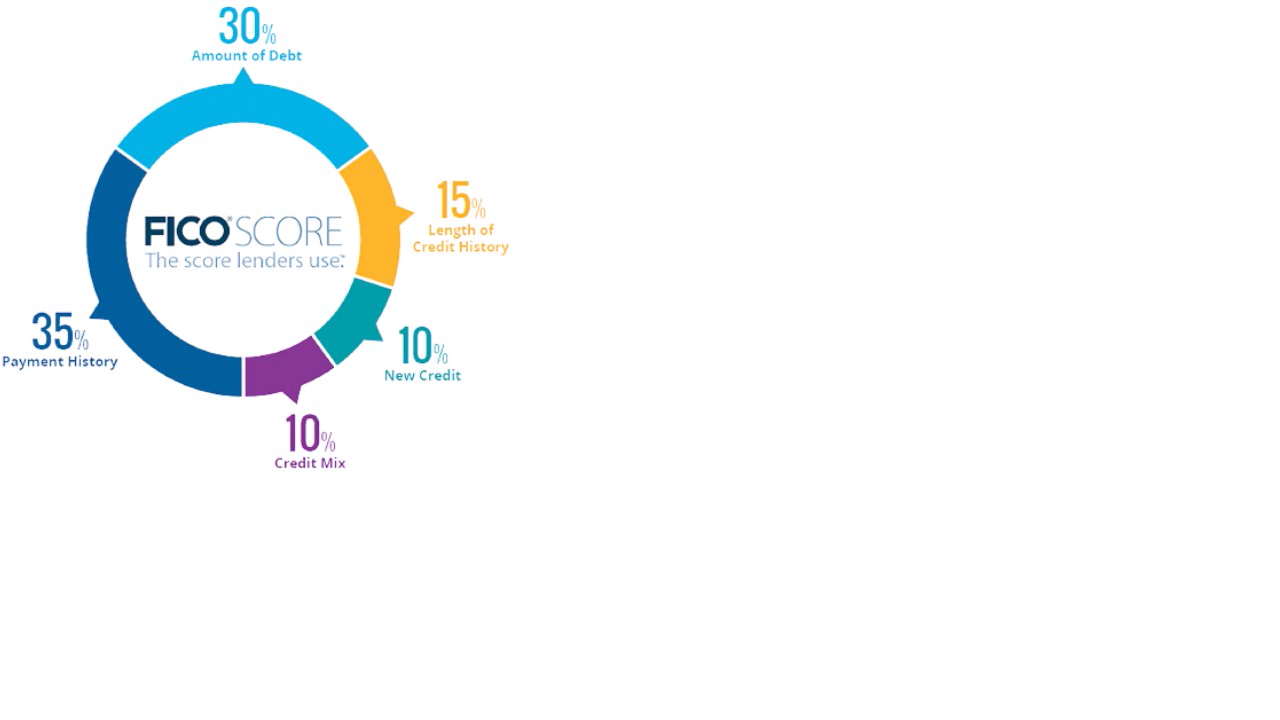 30%
Amount of Debt
15%
Length of
Credit History
FICO® SCORE
The score lenders use.™
35%
Payment History
10%
New Credit
10%
Credit Mix